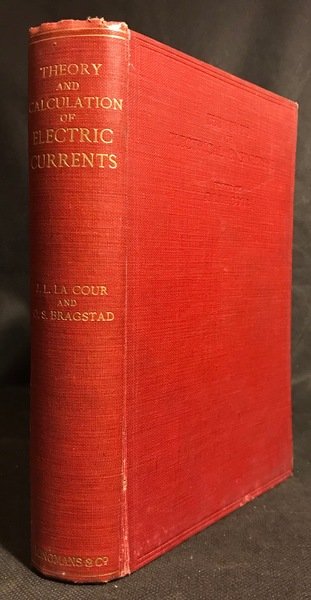 THEORY
AND
CALCULATION
OF
ELECTRIC
CURRENTS
J. L. LA COUR
AND
O. S. BRAGSTAD
LONGMANS & Cº